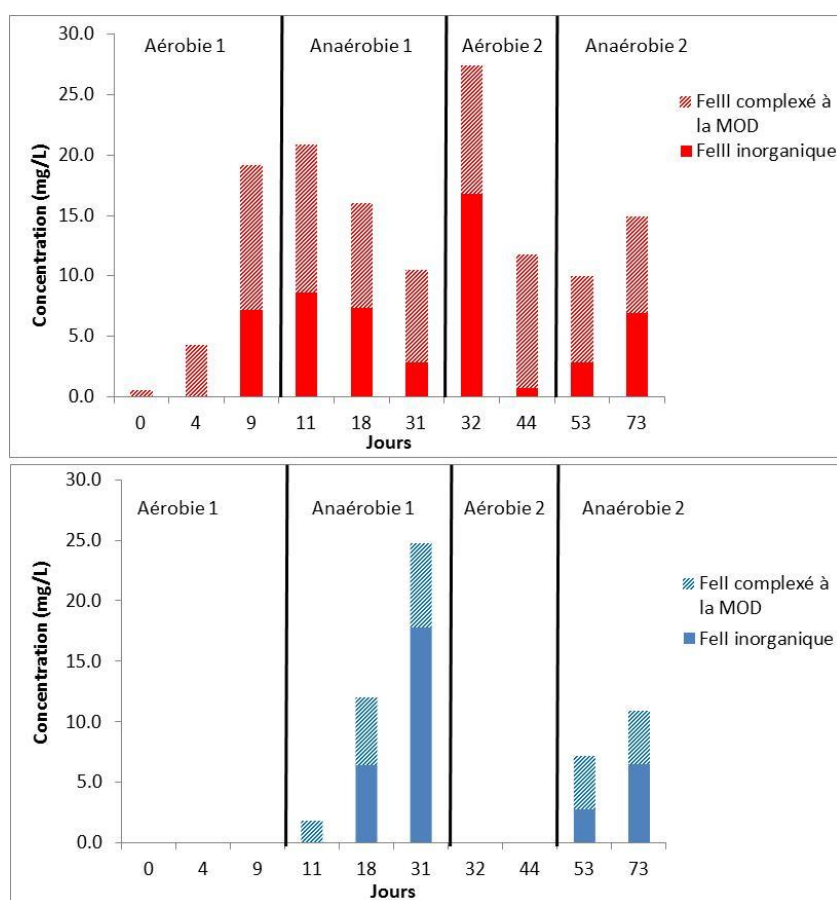 30.0
Aérobie 1 Anaérobie 1 Aérobie 2 Anaérobie 2
25.0
20.0
15.0
10.0
5.0
0.0
Concentration (mg/L)
0 4 9 11 18 31 32 44 53 73
Jours
FeIII complexé à
la MOD
FeIII inorganique
30.0
Aérobie 1 Anaérobie 1 Aérobie 2 Anaérobie 2
25.0
20.0
15.0
10.0
5.0
0.0
Concentration (mg/L)
0 4 9 11 18 31 32 44 53 73
Jours
FeII complexé à
la MOD
FeII inorganique